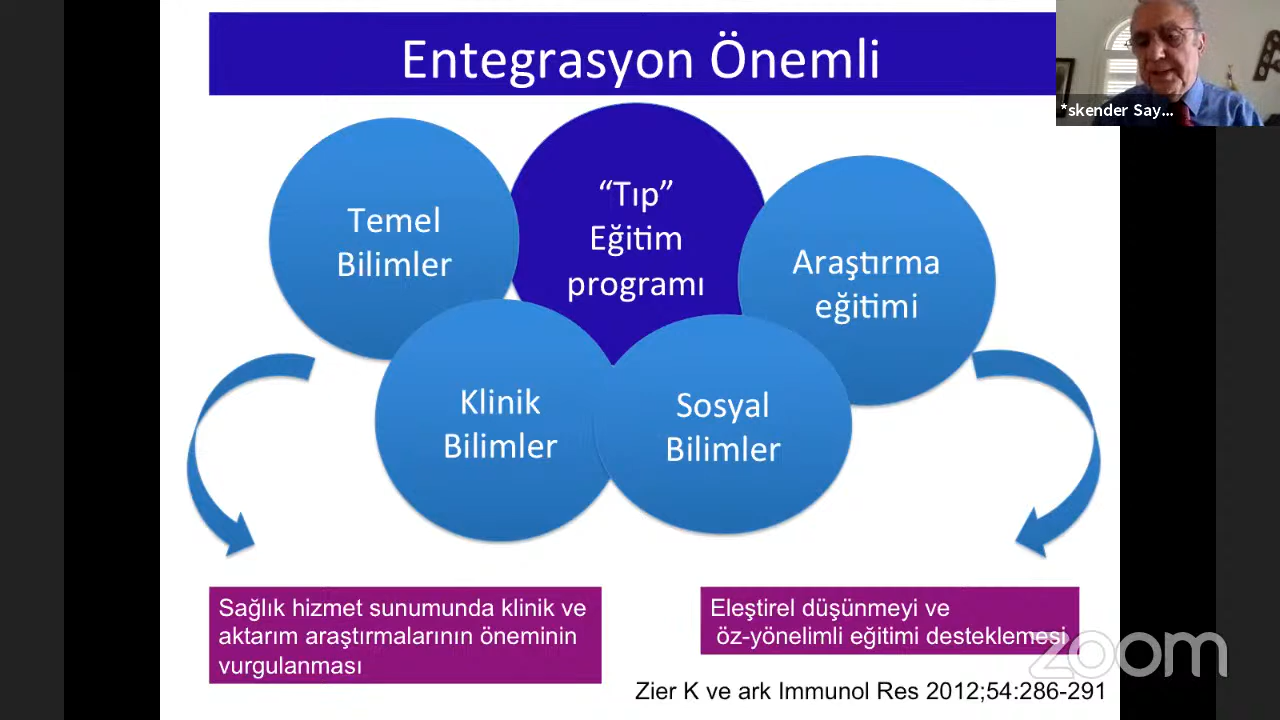 Entegrasyon Önemli
*skender Say...
Temel
Bilimler
“Tıp”
Eğitim
programı
Araştırma
eğitimi
Klinik
Bilimler
Sosyal
Bilimler
Sağlık hizmet sunumunda klinik ve
aktarım araştırmalarının öneminin
vurgulanması
Eleştirel düşünmeyi ve
öz-yönelimli eğitimi desteklemesi
zoom
Zier K ve ark Immunol Res 2012;54:286-291